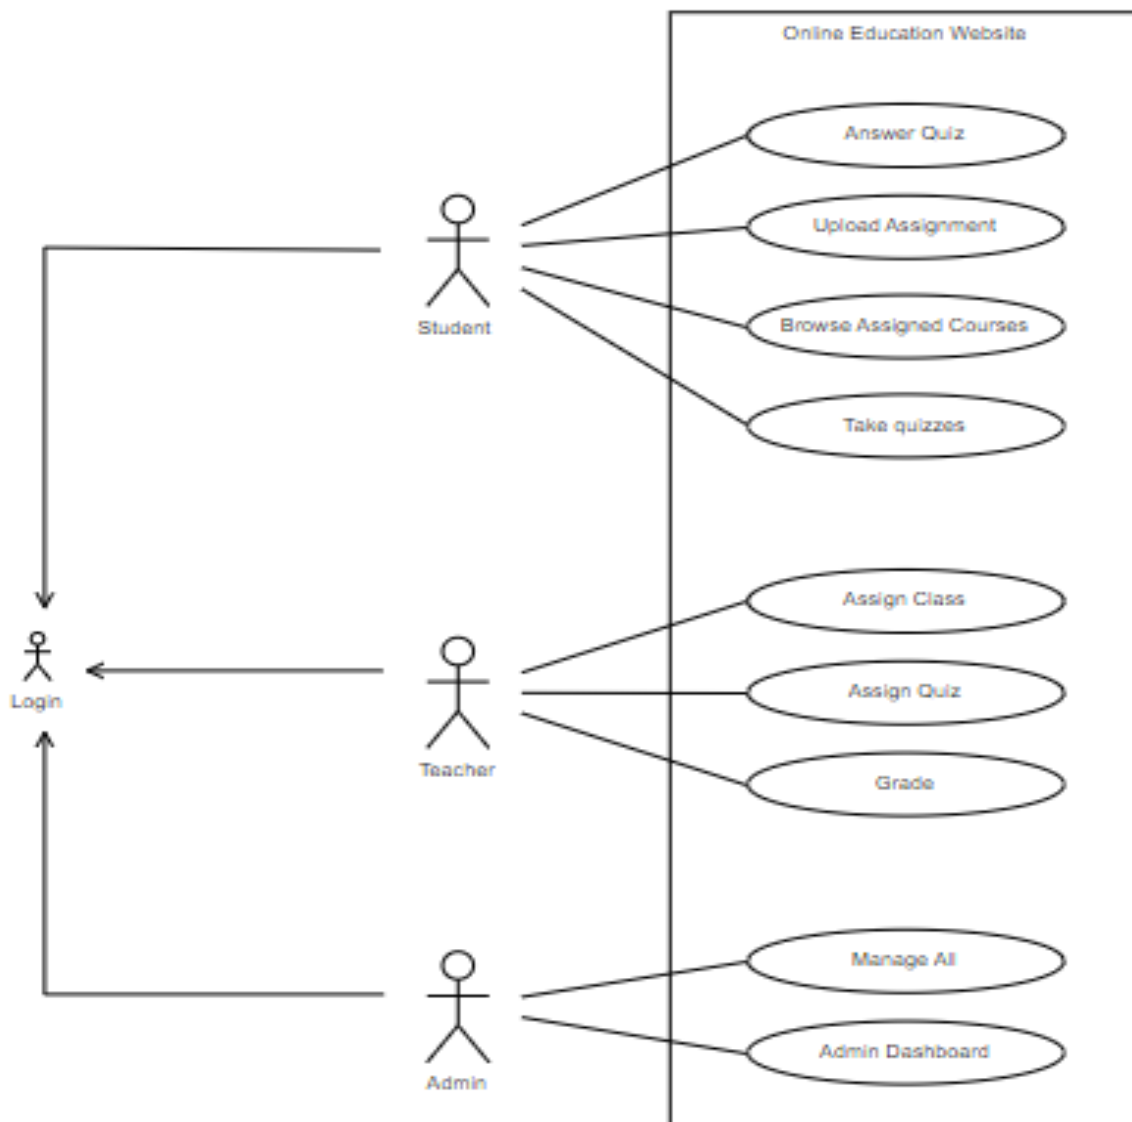 Online Education Website
Answer Quiz
Upload Assignment
Student
Browse Assigned Courses
Take quizzes
Assign Class
Login
Assign Quiz
Teacher
Grade
Manage All
Admin Dashboard
Admin